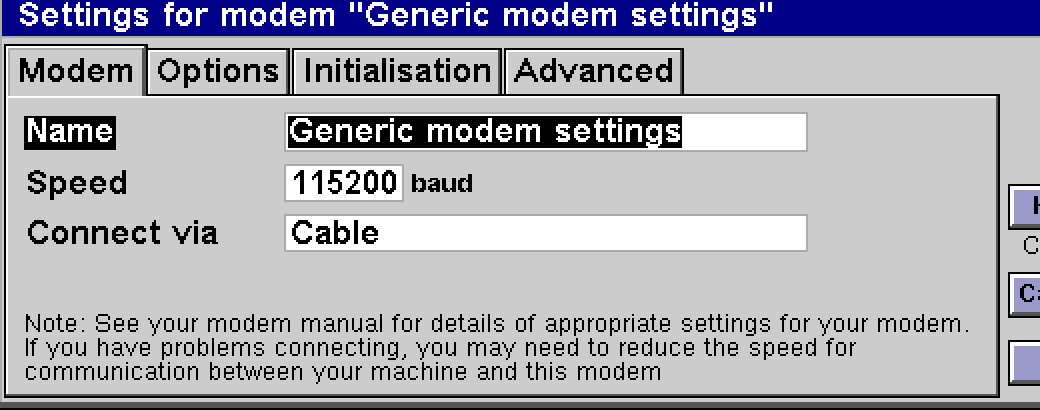 Settings for modem "Generic modem settings"
Modem Options Initialisation Advanced
Name Generic modem settings
Speed 115200 baud
Connect via Cable
Note: See your modem manual for details of appropriate settings for your modem.
If you have problems connecting, you may need to reduce the speed for
communication between your machine and this modem